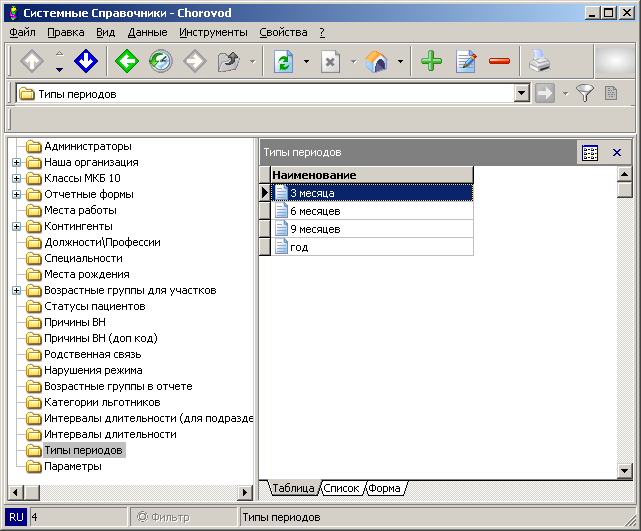 Системные Справочники - Chorovod
Файл Правка Вид Данные Инструменты Свойства ?
Типы периодов
Администраторы
Наша организация
Классы МКБ 10
Отчетные формы
Места работы
Контингенты
Должности\Профессии
Специальности
Места рождения
Возрастные группы для участков
Статусы пациентов
Причины ВН
Причины ВН (доп код)
Родственная связь
Нарушения режима
Возрастные группы в отчете
Категории льготников
Интервалы длительности (для подразде
Интервалы длительности
Типы периодов
Параметры
Типы периодов
Наименование
3 месяца
6 месяцев
9 месяцев
год
Таблица Список Форма
RU 4 Фильтр Типы периодов